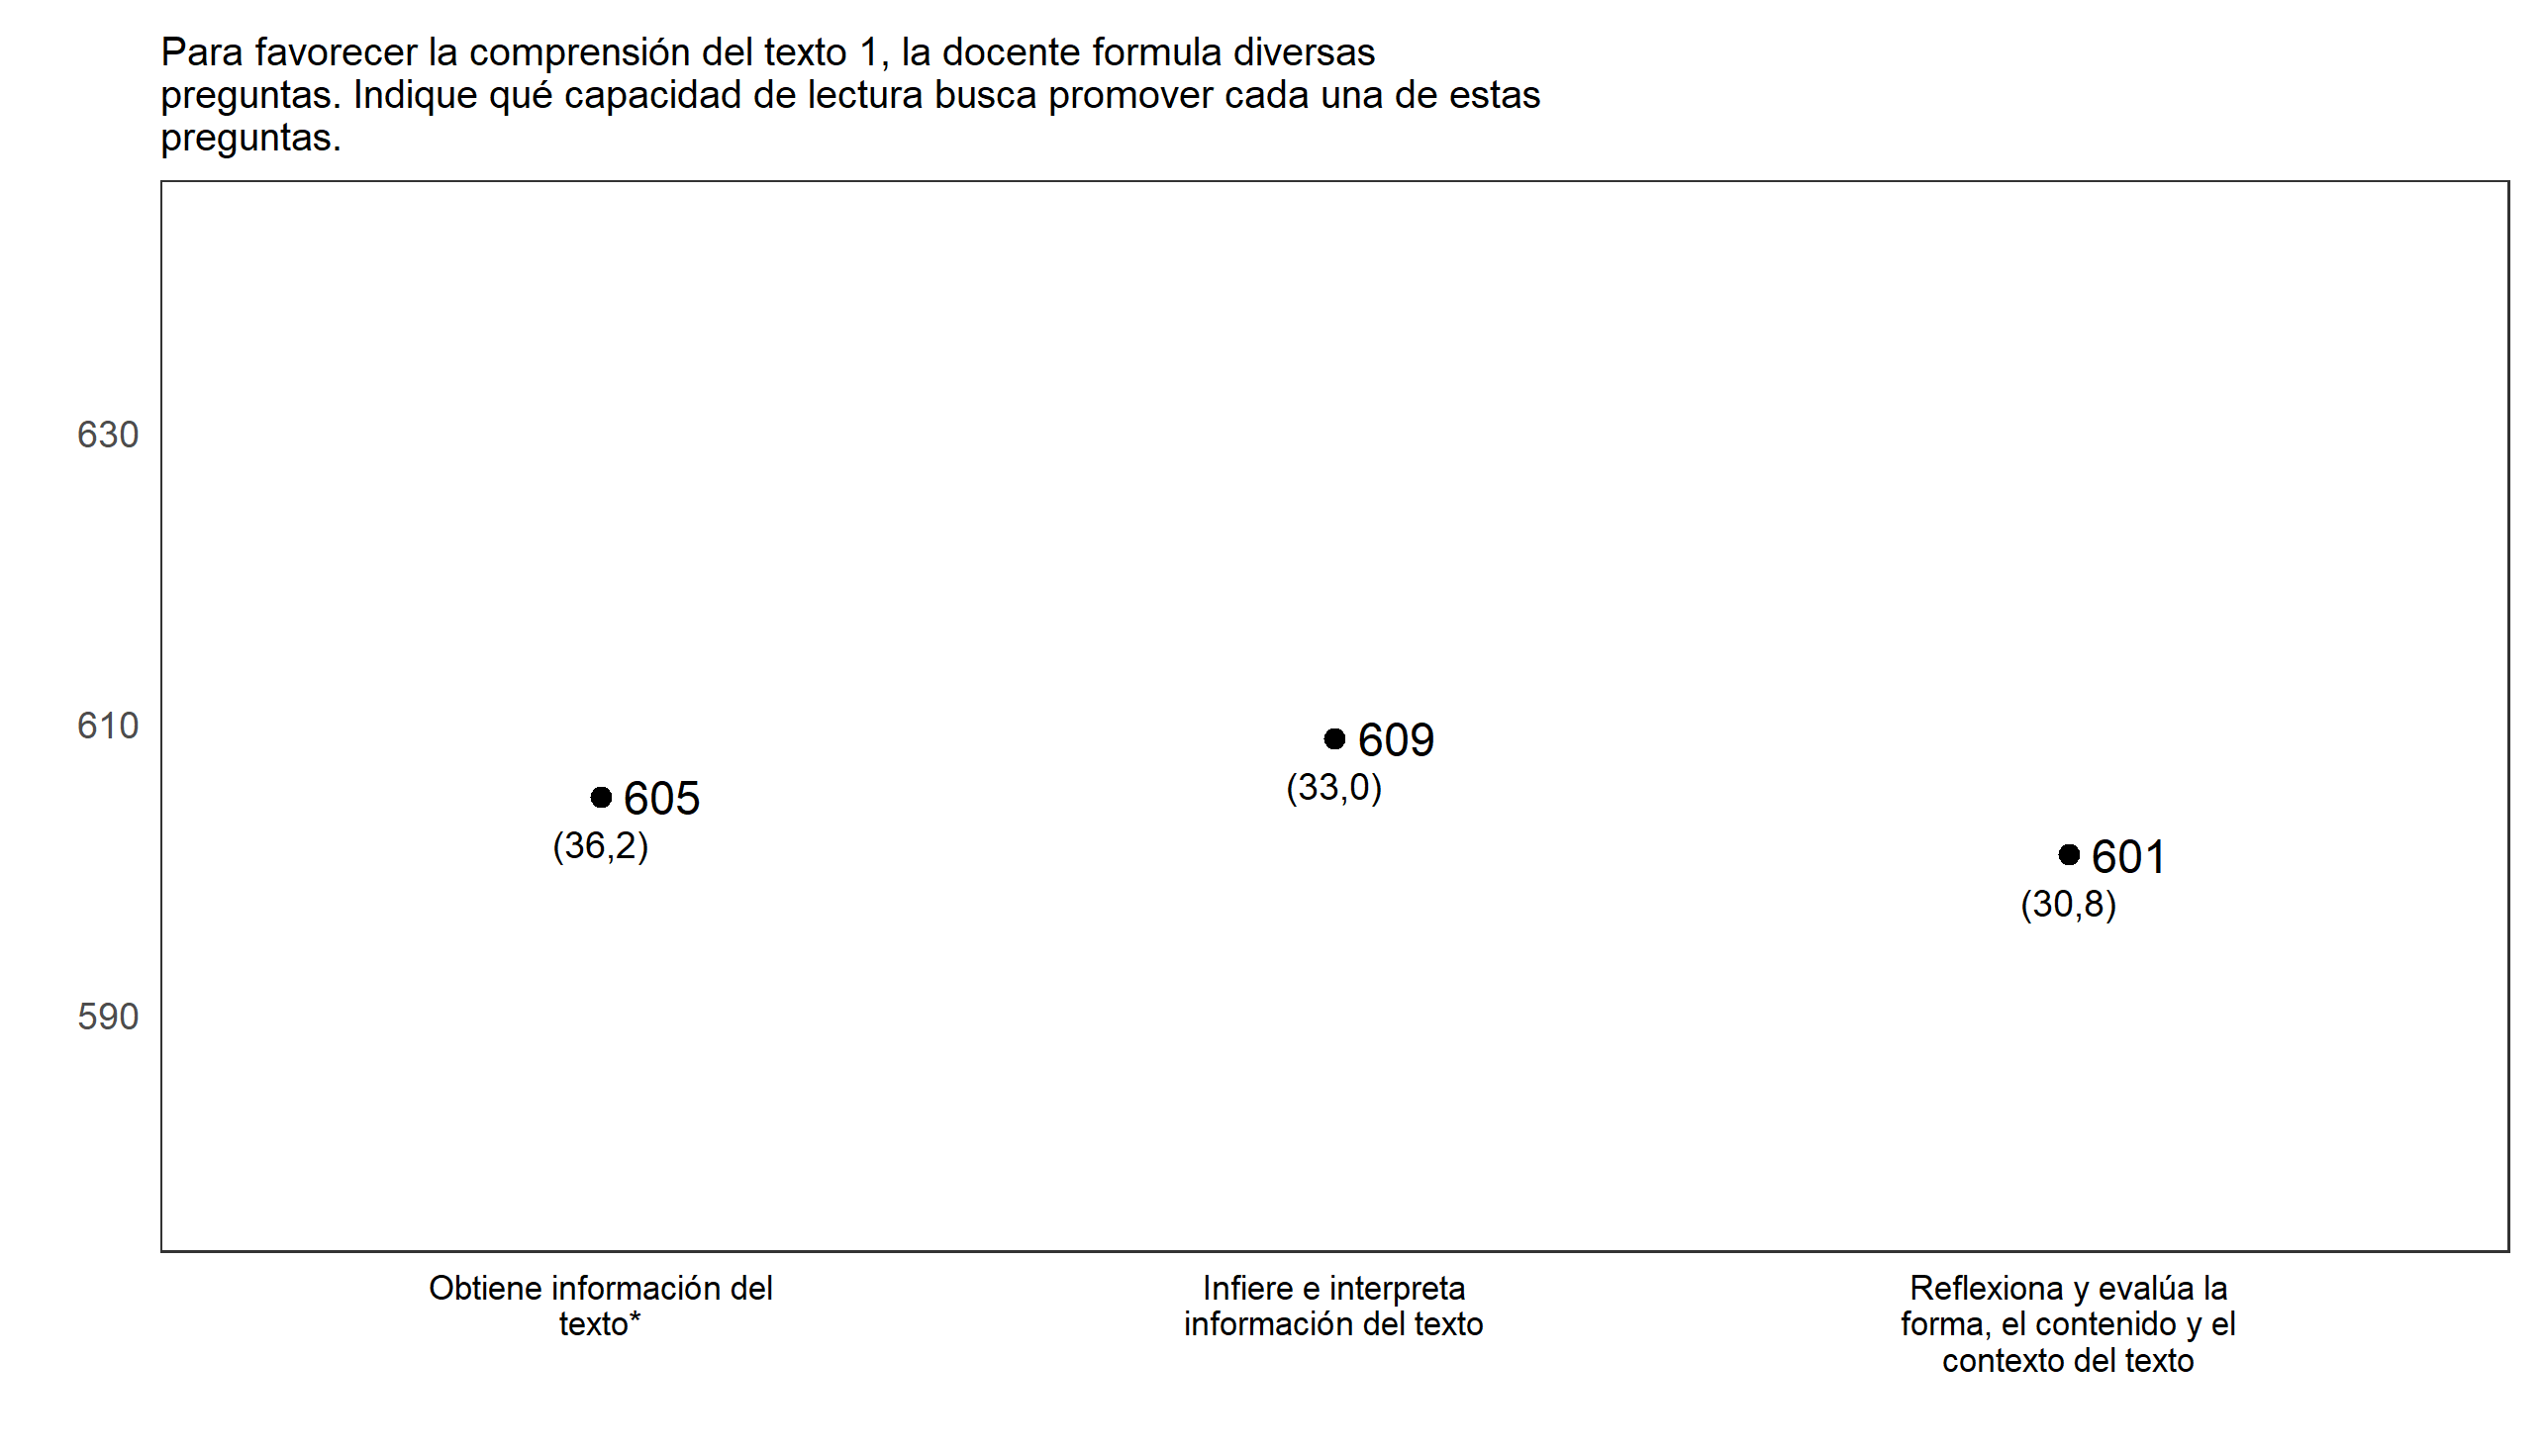 Para favorecer la comprensión del texto 1, la docente formula diversas
preguntas. Indique qué capacidad de lectura busca promover cada una de estas
preguntas.
630
610
590
605
(36,2)
609
(33,0)
601
(30,8)
Obtiene información del
texto*
Infiere e interpreta
información del texto
Reflexiona y evalúa la
forma, el contenido y el
contexto del texto